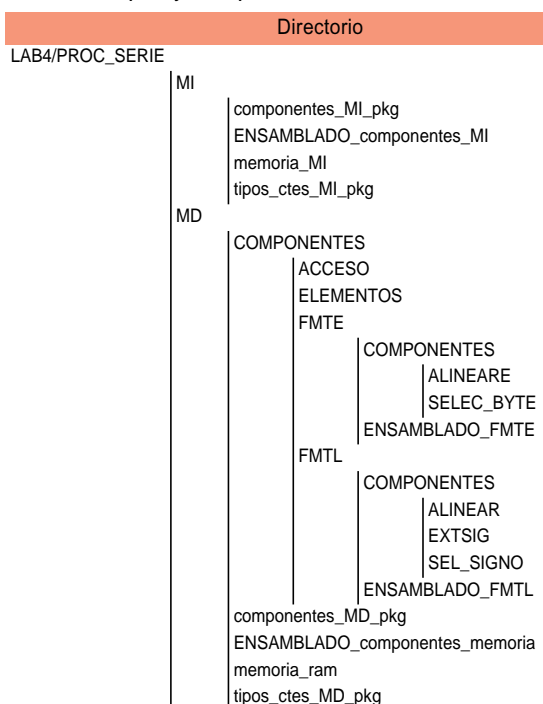 Directorio
LAB4/PROC_SERIE
MI
componentes_MI_pkg
ENSAMBLADO_componentes_MI
memoria_MI
tipos_ctes_MI_pkg
MD
COMPONENTES
ACCESO
ELEMENTOS
FMTE
COMPONENTES
ALINEARE
SELEC_BYTE
ENSAMBLADO_FMTE
FMTL
COMPONENTES
ALINEAR
EXTSIG
SEL_SIGNO
ENSAMBLADO_FMTL
componentes_MD_pkg
ENSAMBLADO_componentes_memoria
memoria_ram
tipos_ctes_MD_pkg